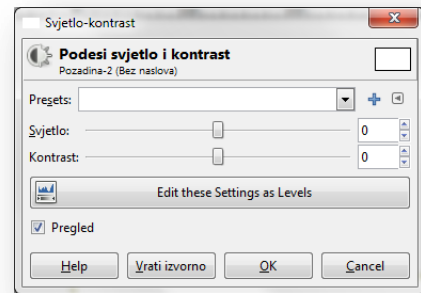 Svjetlo-kontrast
Podesi svjetlo i kontrast
Pozadina-2 (Bez naslova)
Presets:
Svjetlo: 0
Kontrast: 0
Edit these Settings as Levels
Pregled
Help Vrati izvorno OK Cancel